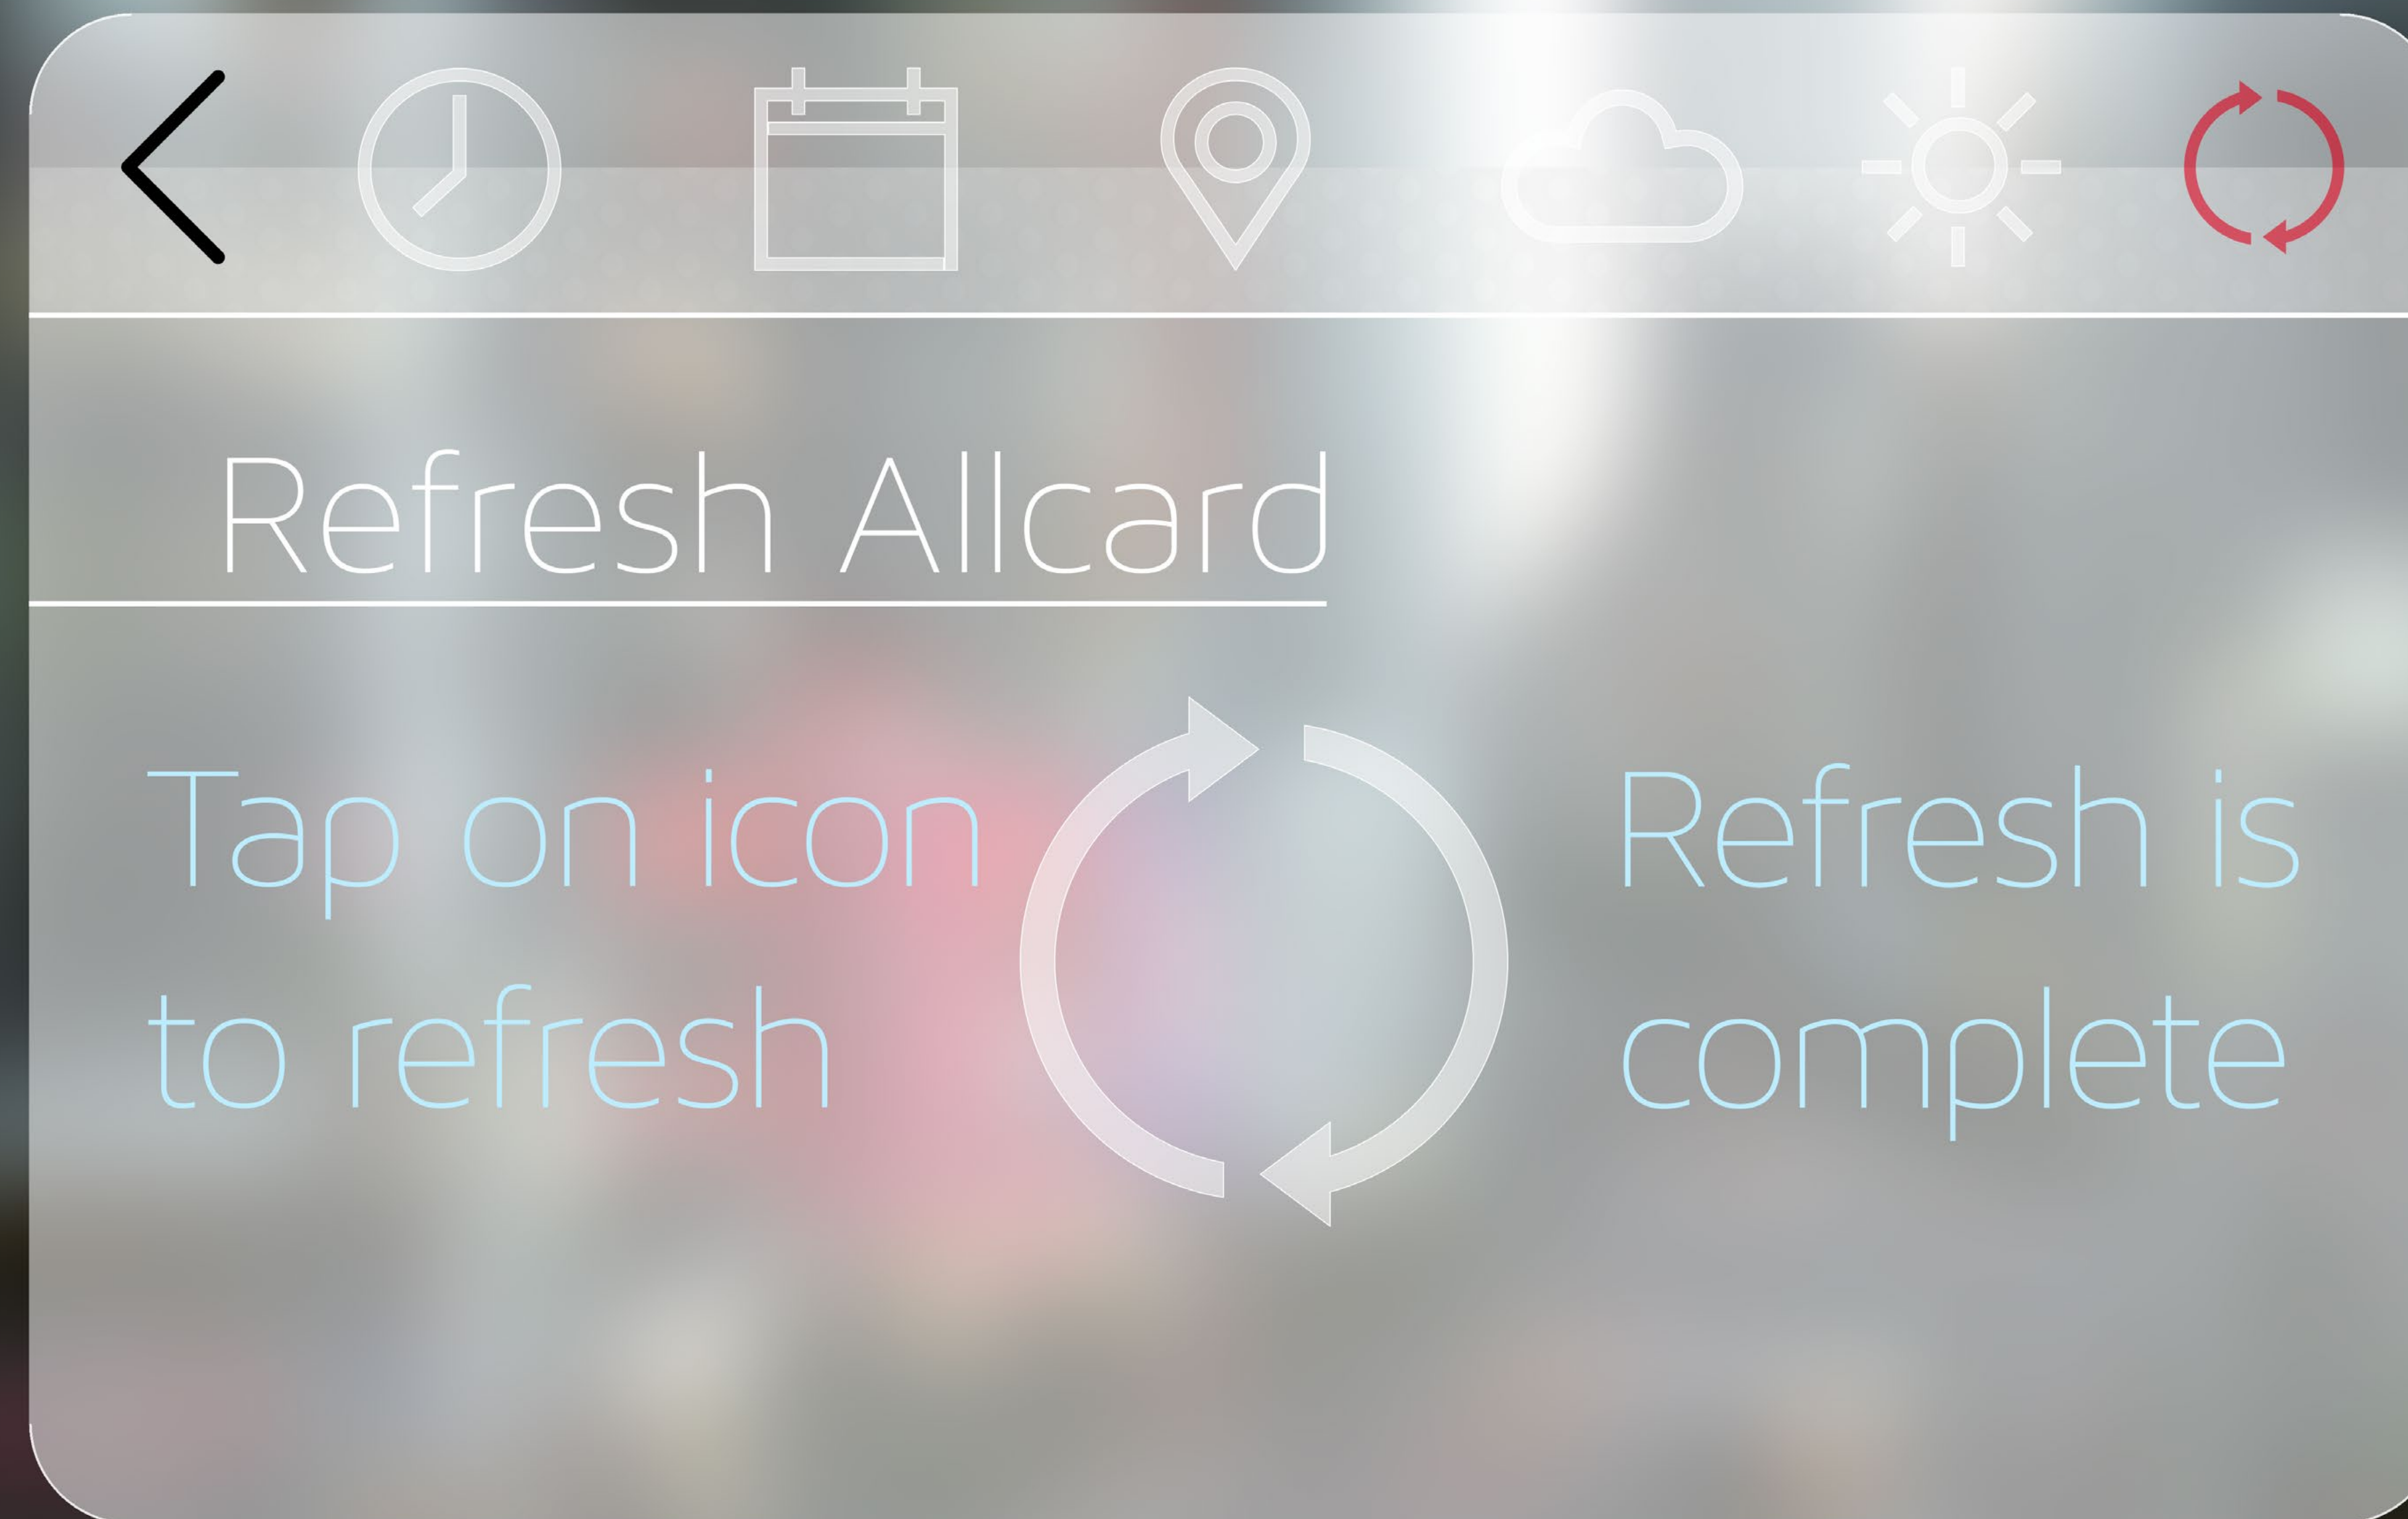 Refresh Allcard
Tap on icon
to refresh
Refresh is
complete